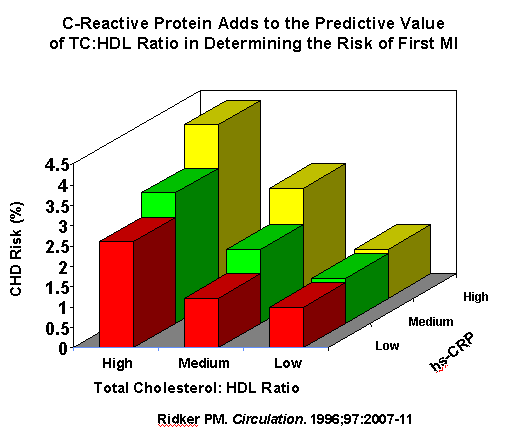 C-Reactive Protein Adds to the Predictive Value
of TC:HDL Ratio in Determining the Risk of First MI
4.5
4
3.5
3
2.5
2
1.5
1
0.5
0
CHD Risk (%)
High
Medium
Low
Total Cholesterol: HDL Ratio
Low
Medium
High
hs-CRP
Ridker PM. Circulation. 1996;97:2007-11